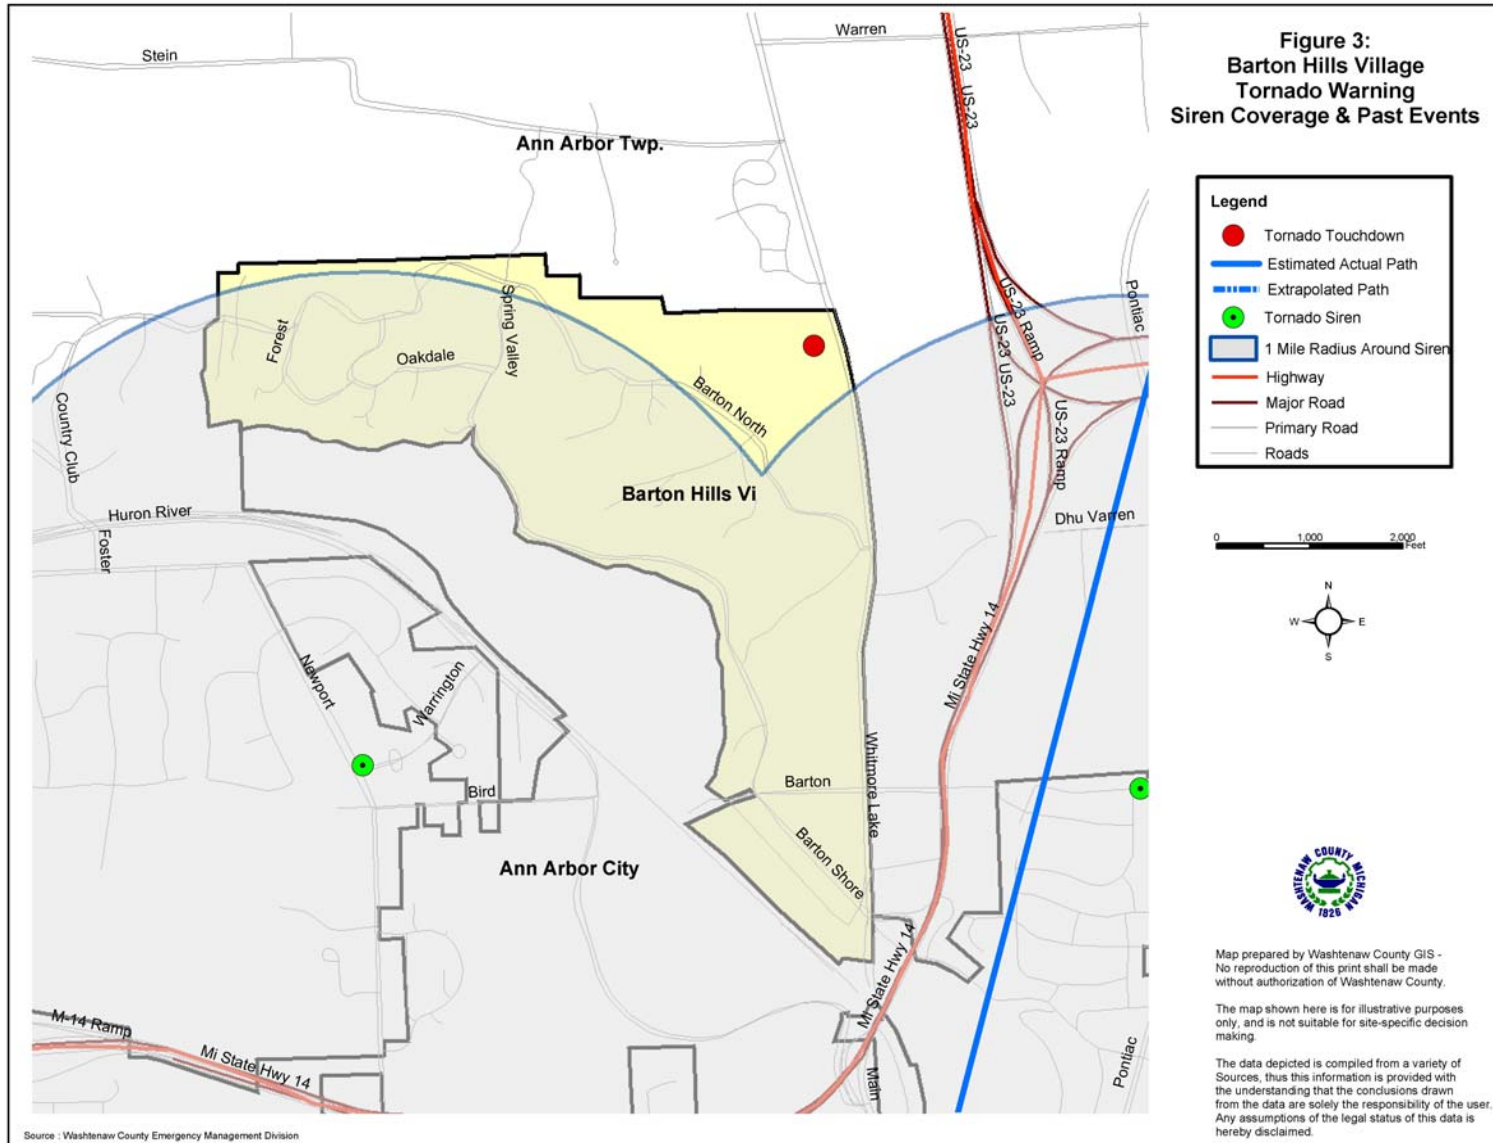 Figure 3:
Barton Hills Village
Tornado Warning
Siren Coverage & Past Events
Legend
Tornado Touchdown
Estimated Actual Path
Extrapolated Path
Tornado Siren
1 Mile Radius Around Siren
Highway
Major Road
Primary Road
Roads
0 1,000 2,000
Feet
N
W E
S
WASHTENAW COUNTY MICHIGAN
1826
Map prepared by Washtenaw County GIS -
No reproduction of this print shall be made
without authorization of Washtenaw County.
The map shown here is for illustrative purposes
only, and is not suitable for site-specific decision
making.
The data depicted is compiled from a variety of
Sources, thus this information is provided with
the understanding that the conclusions drawn
from the data are solely the responsibility of the user.
Any assumptions of the legal status of this data is
hereby disclaimed.
Warren
Stein
US-23
US-23
Ann Arbor Twp.
Pontiac
US-23 Ramp
Spring Valley
Forest
Oakdale
US-23
US-23
Barton North
Country Club
US-23 Ramp
Barton Hills Vi
Huron River
Dhu Varren
Foster
Mi State Hwy 14
Newport
Warrington
Whitmore Lake
Barton
Bird
Barton Shore
Ann Arbor City
Mi State Hwy 14
M-14 Ramp
Mi State Hwy 14
Main
Pontiac
Source : Washtenaw County Emergency Management Division